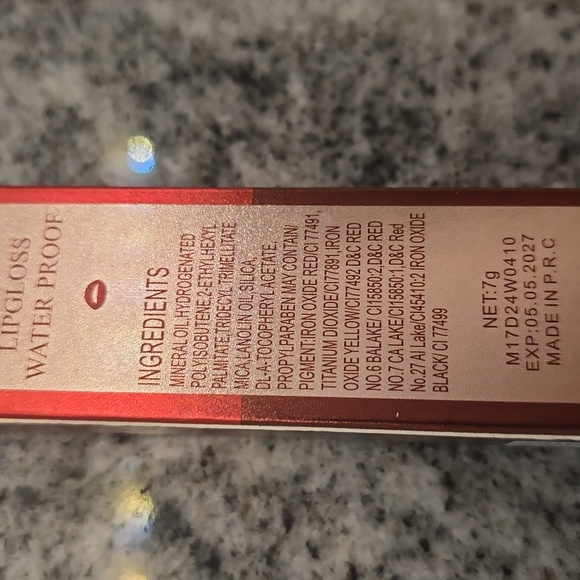 LIPGLOSS
WATER PROOF
INGREDIENTS
MINERAL OIL,HYDROGENATED
POLYISOBUTENE,2-ETHYLHEXYL
PALMITATE,TRIDECYL TRIMELLITATE
MICA,LANOLIN OIL,SILICA,
DL-A-TOCOPHERYL ACETATE,
PROPYLPARABEN.MAY CONTAIN/
PIGMENT:IRON OXIDE RED/CI 77491,
TITANIUM DIOXIDE/CI77891,IRON
OXIDE YELLOW/CI77492 D&C RED
NO.6 BALAKE/ CI15850:2,D&C RED
NO.7 CA LAKE/CI15850:1 D&C Red
No.27 Al Lake/CI45410:2 IRON OXIDE
BLACK/ CI 77499
NET:7g
M17D24W0410
EXP:05.05.2027
MADE IN P.R.C